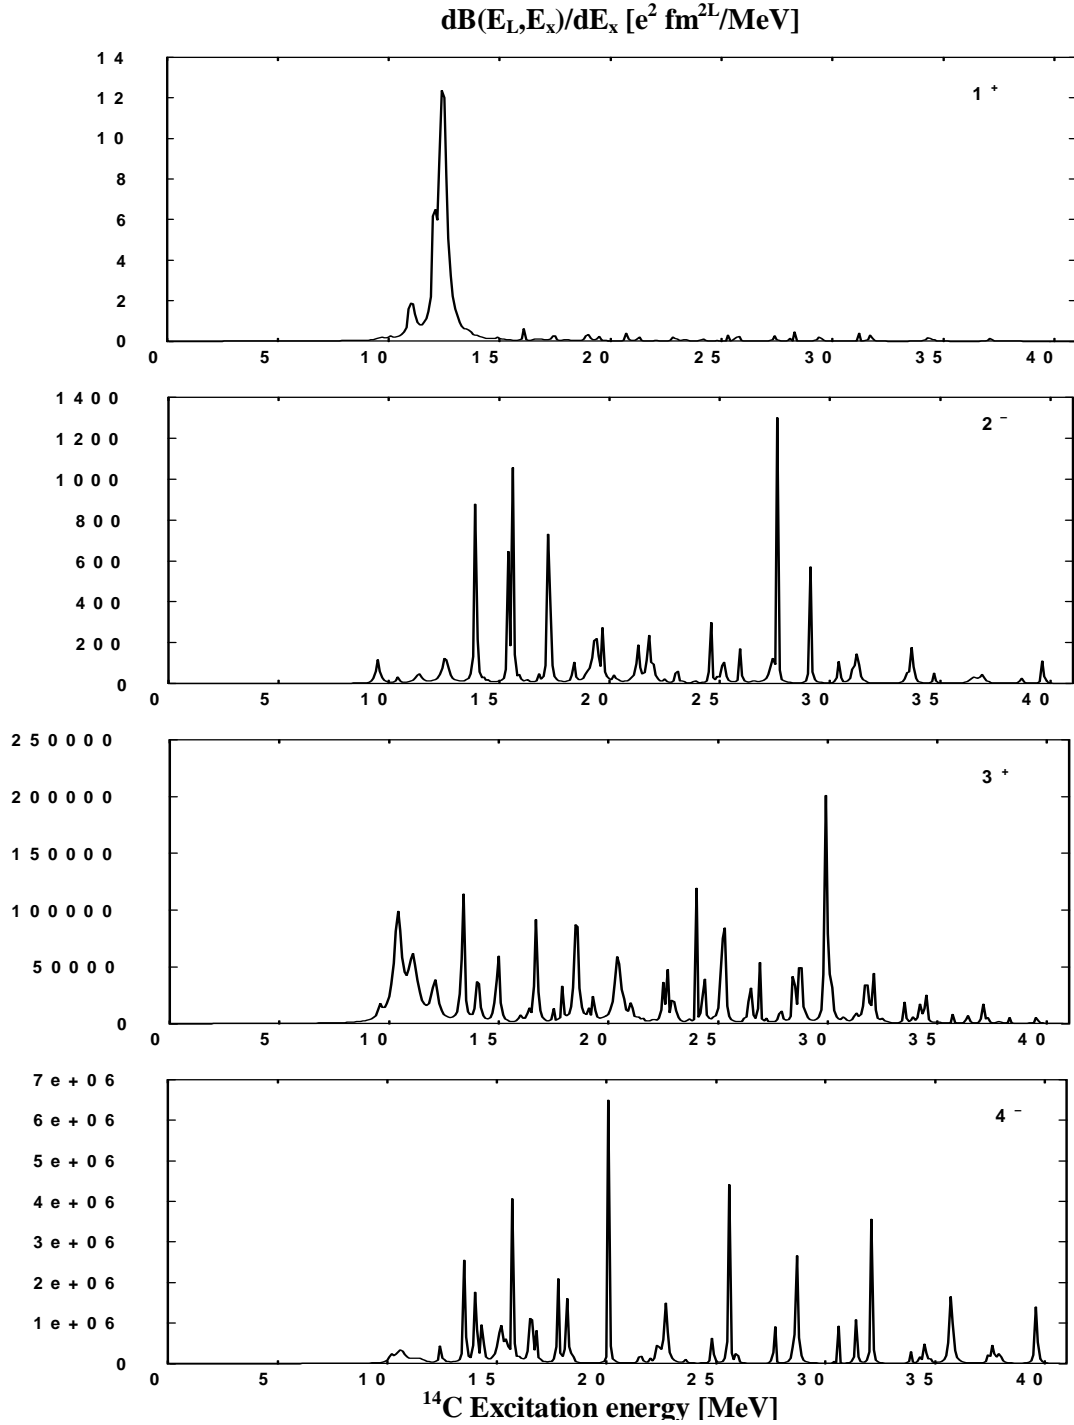 dB(E_L,E_x)/dE_x [e^2 fm^2L/MeV]
14
12
10
8
6
4
2
0
1 +
0 5 10 15 20 25 30 35 40
1400
1200
1000
800
600
400
200
0
2 −
0 5 10 15 20 25 30 35 40
250000
200000
150000
100000
50000
0
3 +
0 5 10 15 20 25 30 35 40
7e+06
6e+06
5e+06
4e+06
3e+06
2e+06
1e+06
0
4 −
0 5 10 15 20 25 30 35 40
^14C Excitation energy [MeV]